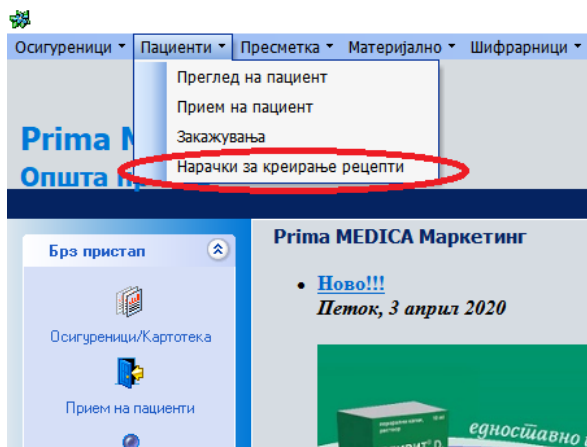 Осигуреници Пациенти Пресметка Материјално Шифрарници
Преглед на пациент
Прием на пациент
Закажувања
Нарачки за креирање рецепти
Prima
Општа
Брз пристап
Осигуреници/Картотека
Прием на пациенти
Prima MEDICA Маркетинг
Ново!!!
Петок, 3 април 2020
едноставно